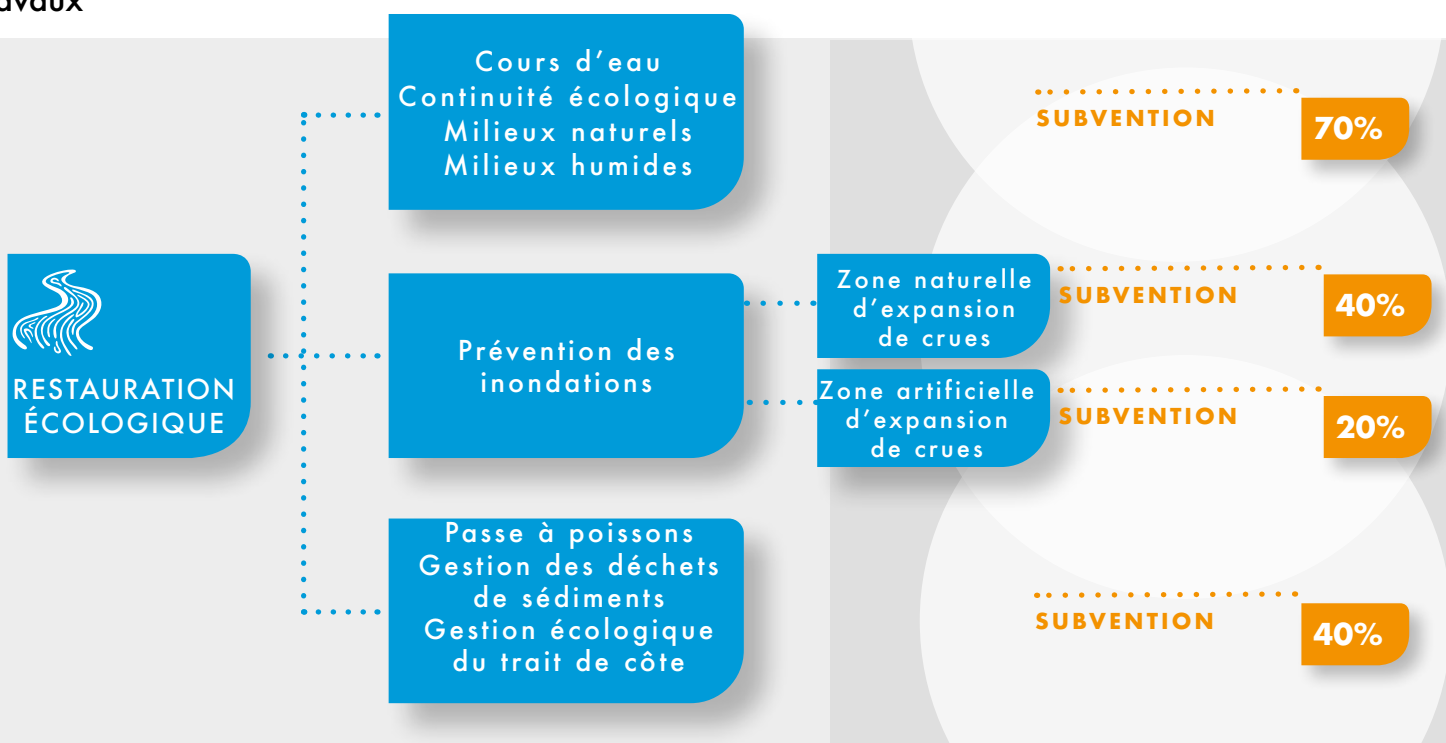 avaux
Cours d'eau
Continuité écologique
Milieux naturels
Milieux humides
SUBVENTION
70%
RESTAURATION
ÉCOLOGIQUE
Prévention des
inondations
Zone naturelle
d'expansion
de crues
SUBVENTION
40%
Zone artificielle
d'expansion
de crues
SUBVENTION
20%
Passe à poissons
Gestion des déchets
de sédiments
Gestion écologique
du trait de côte
SUBVENTION
40%